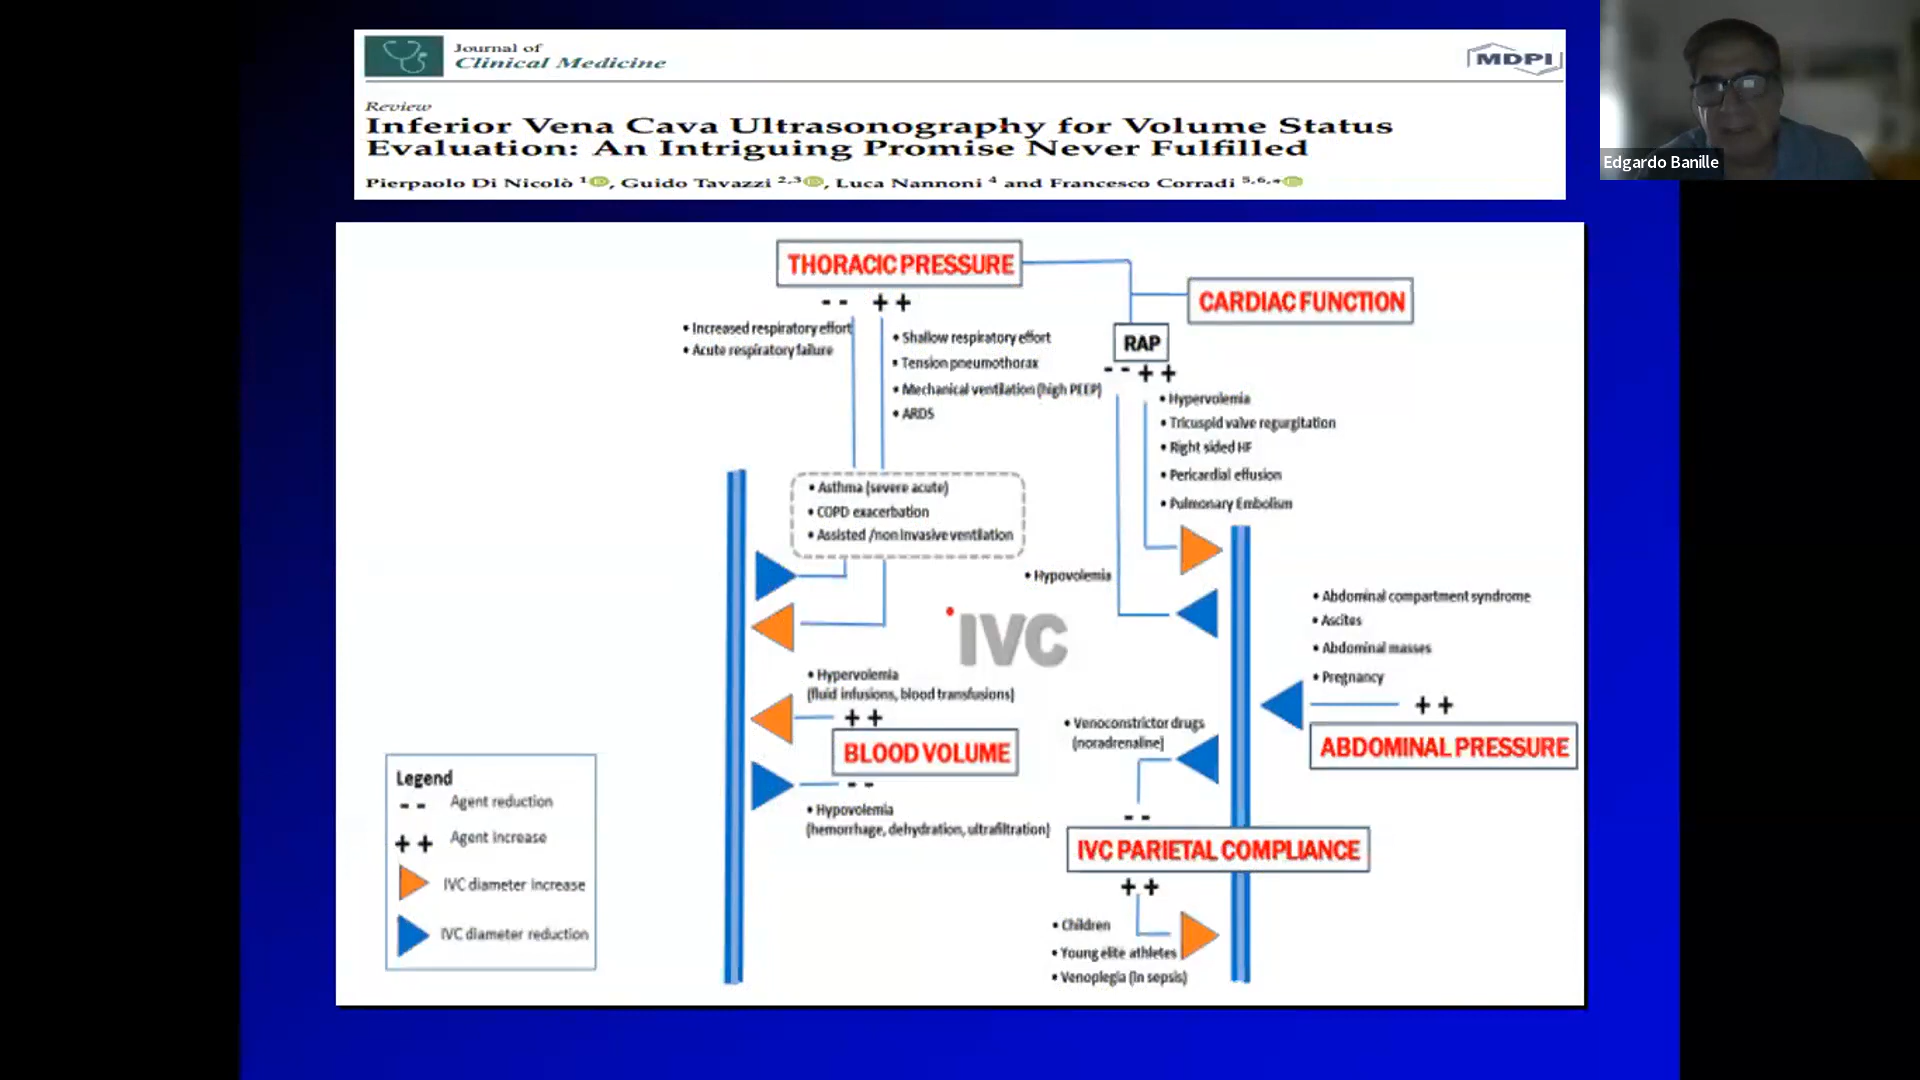 Journal of
Clinical Medicine
MDPI
Edgardo Banille
Review
Inferior Vena Cava Ultrasonography for Volume Status
Evaluation: An Intriguing Promise Never Fulfilled
Pierpaolo Di Nicolò 1, Guido Tavazzi 2,3, Luca Nannoni 4 and Francesco Corradi 5,6,*
THORACIC PRESSURE
- - ++
• Increased respiratory effort
• Acute respiratory failure
• Shallow respiratory effort
• Tension pneumothorax
• Mechanical ventilation (high PEEP)
• ARDS
CARDIAC FUNCTION
RAP
- - ++
• Hypervolemia
• Tricuspid valve regurgitation
• Right sided HF
• Pericardial effusion
• Pulmonary Embolism
• Asthma (severe acute)
• COPD exacerbation
• Assisted /non invasive ventilation
• Hypovolemia
IVC
• Abdominal compartment syndrome
• Ascites
• Abdominal masses
• Pregnancy
++
ABDOMINAL PRESSURE
• Hypervolemia
(fluid infusions, blood transfusions)
++
BLOOD VOLUME
- -
• Hypovolemia
(hemorrhage, dehydration, ultrafiltration)
• Venoconstrictor drugs
(noradrenaline)
- -
IVC PARIETAL COMPLIANCE
++
• Children
• Young elite athletes
• Venoplegia (in sepsis)
Legend
- - Agent reduction
++ Agent increase
IVC diameter increase
IVC diameter reduction